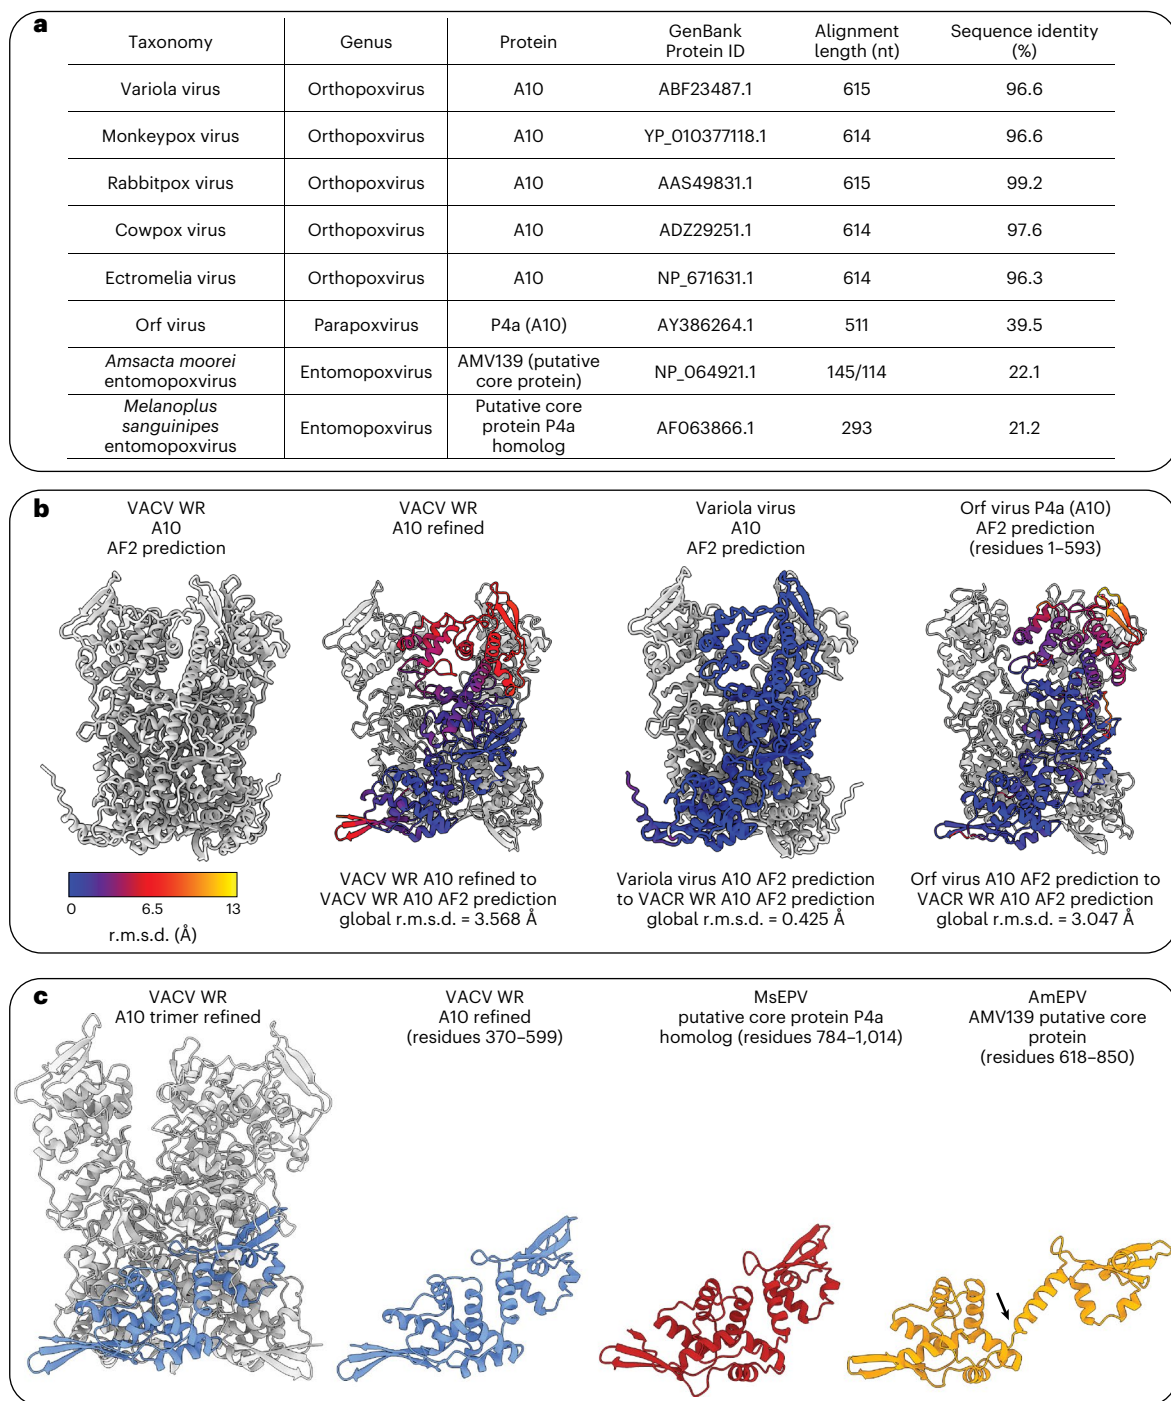 a
Taxonomy
Genus
Protein
GenBank
Protein ID
Alignment
length (nt)
Sequence identity
(%)
Variola virus
Orthopoxvirus
A10
ABF23487.1
615
96.6
Monkeypox virus
Orthopoxvirus
A10
YP_010377118.1
614
96.6
Rabbitpox virus
Orthopoxvirus
A10
AAS49831.1
615
99.2
Cowpox virus
Orthopoxvirus
A10
ADZ29251.1
614
97.6
Ectromelia virus
Orthopoxvirus
A10
NP_671631.1
614
96.3
Orf virus
Parapoxvirus
P4a (A10)
AY386264.1
511
39.5
Amsacta moorei
entomopoxvirus
Entomopoxvirus
AMV139 (putative
core protein)
NP_064921.1
145/114
22.1
Melanoplus
sanguinipes
entomopoxvirus
Entomopoxvirus
Putative core
protein P4a
homolog
AF063866.1
293
21.2
b
VACV WR
A10
AF2 prediction
VACV WR
A10 refined
Variola virus
A10
AF2 prediction
Orf virus P4a (A10)
AF2 prediction
(residues 1–593)
0
6.5
13
r.m.s.d. (Å)
VACV WR A10 refined to
VACV WR A10 AF2 prediction
global r.m.s.d. = 3.568 Å
Variola virus A10 AF2 prediction
to VACR WR A10 AF2 prediction
global r.m.s.d. = 0.425 Å
Orf virus A10 AF2 prediction to
VACR WR A10 AF2 prediction
global r.m.s.d. = 3.047 Å
c
VACV WR
A10 trimer refined
VACV WR
A10 refined
(residues 370–599)
MsEPV
putative core protein P4a
homolog (residues 784–1,014)
AmEPV
AMV139 putative core
protein
(residues 618–850)